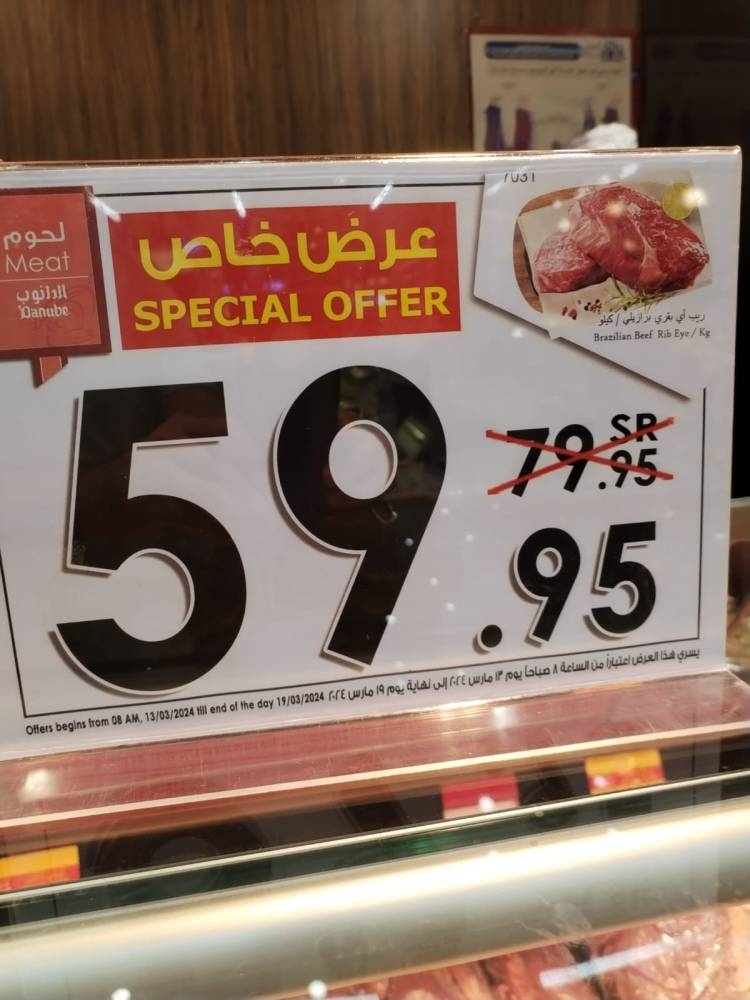 7031
لحوم
Meat
الدانوب
Danube
عرض خاص
SPECIAL OFFER
ريب أي بقري برازيلي / كيلو
Brazilian Beef Rib Eye / Kg
SR
79.95
59.95
يسري هذا العرض اعتباراً من الساعة ٨ صباحاً يوم ١٣ مارس ٢٠٢٤ إلى نهاية يوم ١٩ مارس ٢٠٢٤
Offers begins from 08 AM, 13/03/2024 till end of the day 19/03/2024